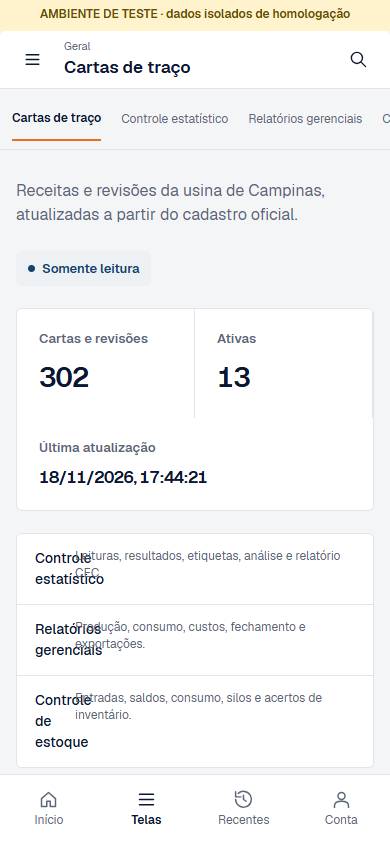 AMBIENTE DE TESTE · dados isolados de homologação
Geral
Cartas de traço
Cartas de traço
Controle estatístico
Relatórios gerenciais
C
Receitas e revisões da usina de Campinas,
atualizadas a partir do cadastro oficial.
Somente leitura
Cartas e revisões
302
Ativas
13
Última atualização
18/11/2026, 17:44:21
Controle
estatístico
Leituras, resultados, etiquetas, análise e relatório
CEC.
Relatórios
gerenciais
Produção, consumo, custos, fechamento e
exportações.
Controle
de
estoque
Entradas, saldos, consumo, silos e acertos de
inventário.
Início
Telas
Recentes
Conta